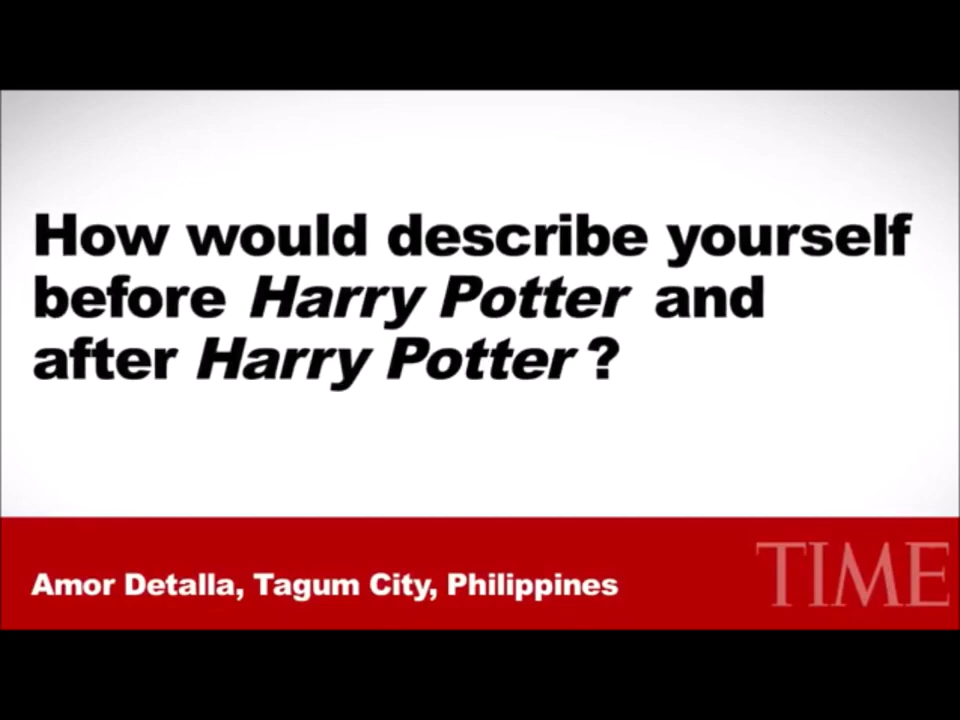 How would describe yourself
before Harry Potter and
after Harry Potter ?
Amor Detalla, Tagum City, Philippines
TIME